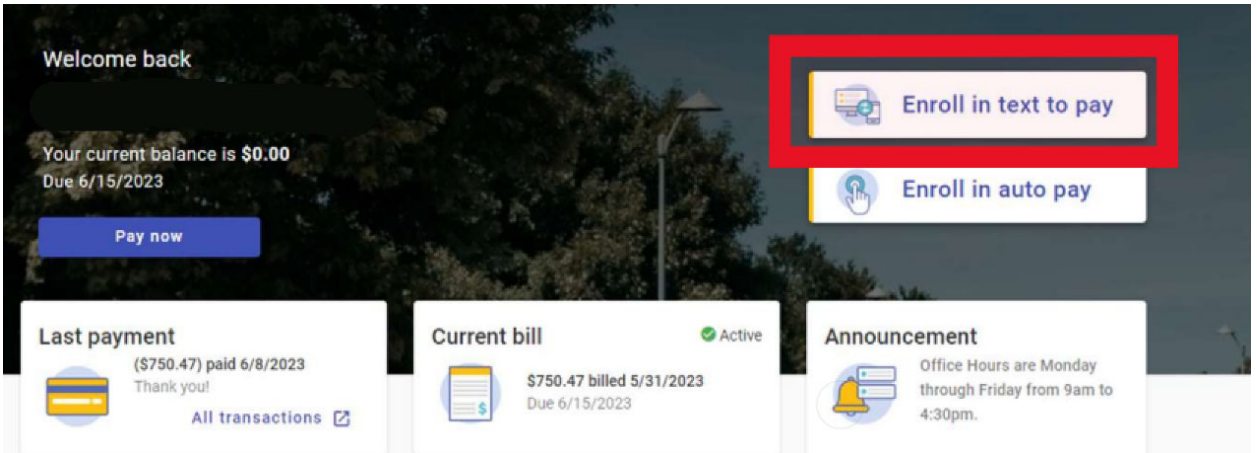 Welcome back
Your current balance is $0.00
Due 6/15/2023
Pay now
Enroll in text to pay
Enroll in auto pay
Last payment
($750.47) paid 6/8/2023
Thank you!
All transactions
Current bill
Active
$750.47 billed 5/31/2023
Due 6/15/2023
$
Announcement
Office Hours are Monday
through Friday from 9am to
4:30pm.